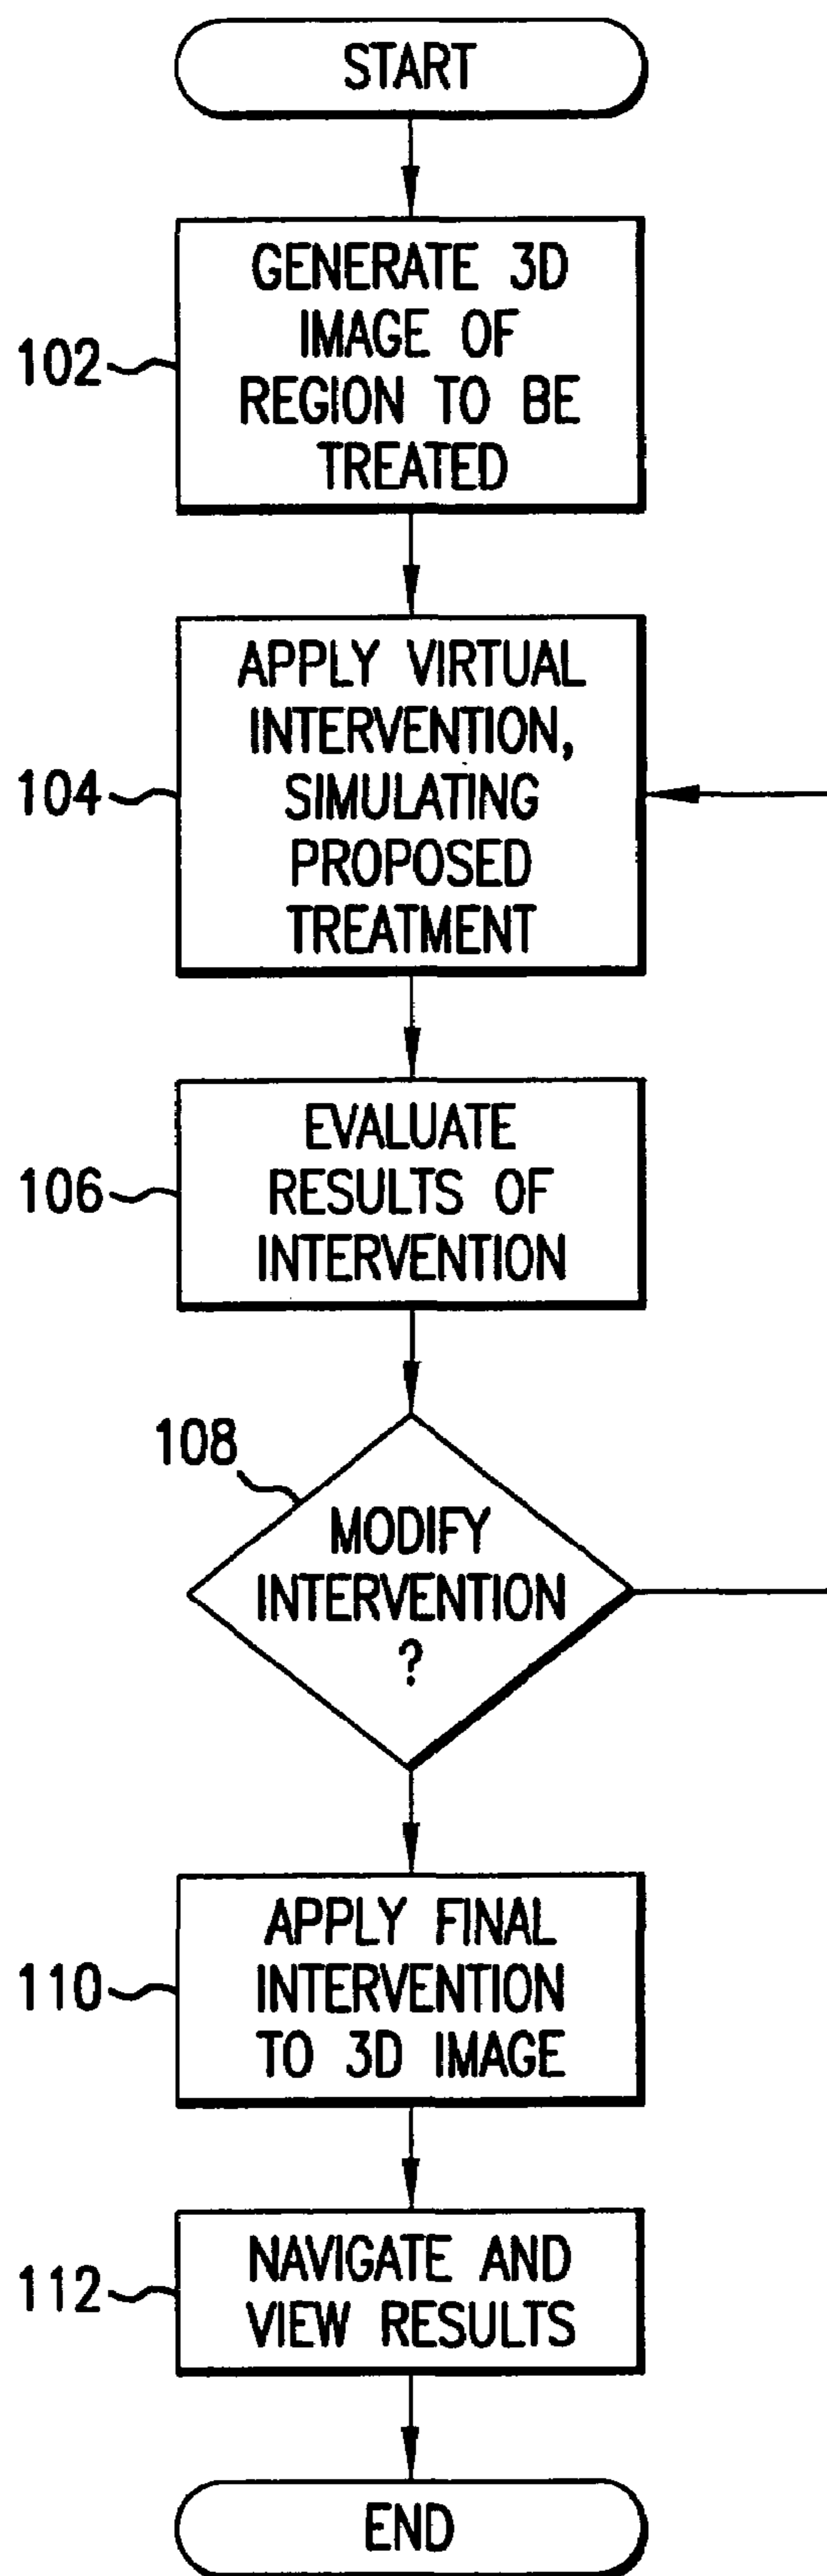 START
102
GENERATE 3D
IMAGE OF
REGION TO BE
TREATED
104
APPLY VIRTUAL
INTERVENTION,
SIMULATING
PROPOSED
TREATMENT
106
EVALUATE
RESULTS OF
INTERVENTION
108
MODIFY
INTERVENTION
?
110
APPLY FINAL
INTERVENTION
TO 3D IMAGE
112
NAVIGATE AND
VIEW RESULTS
END